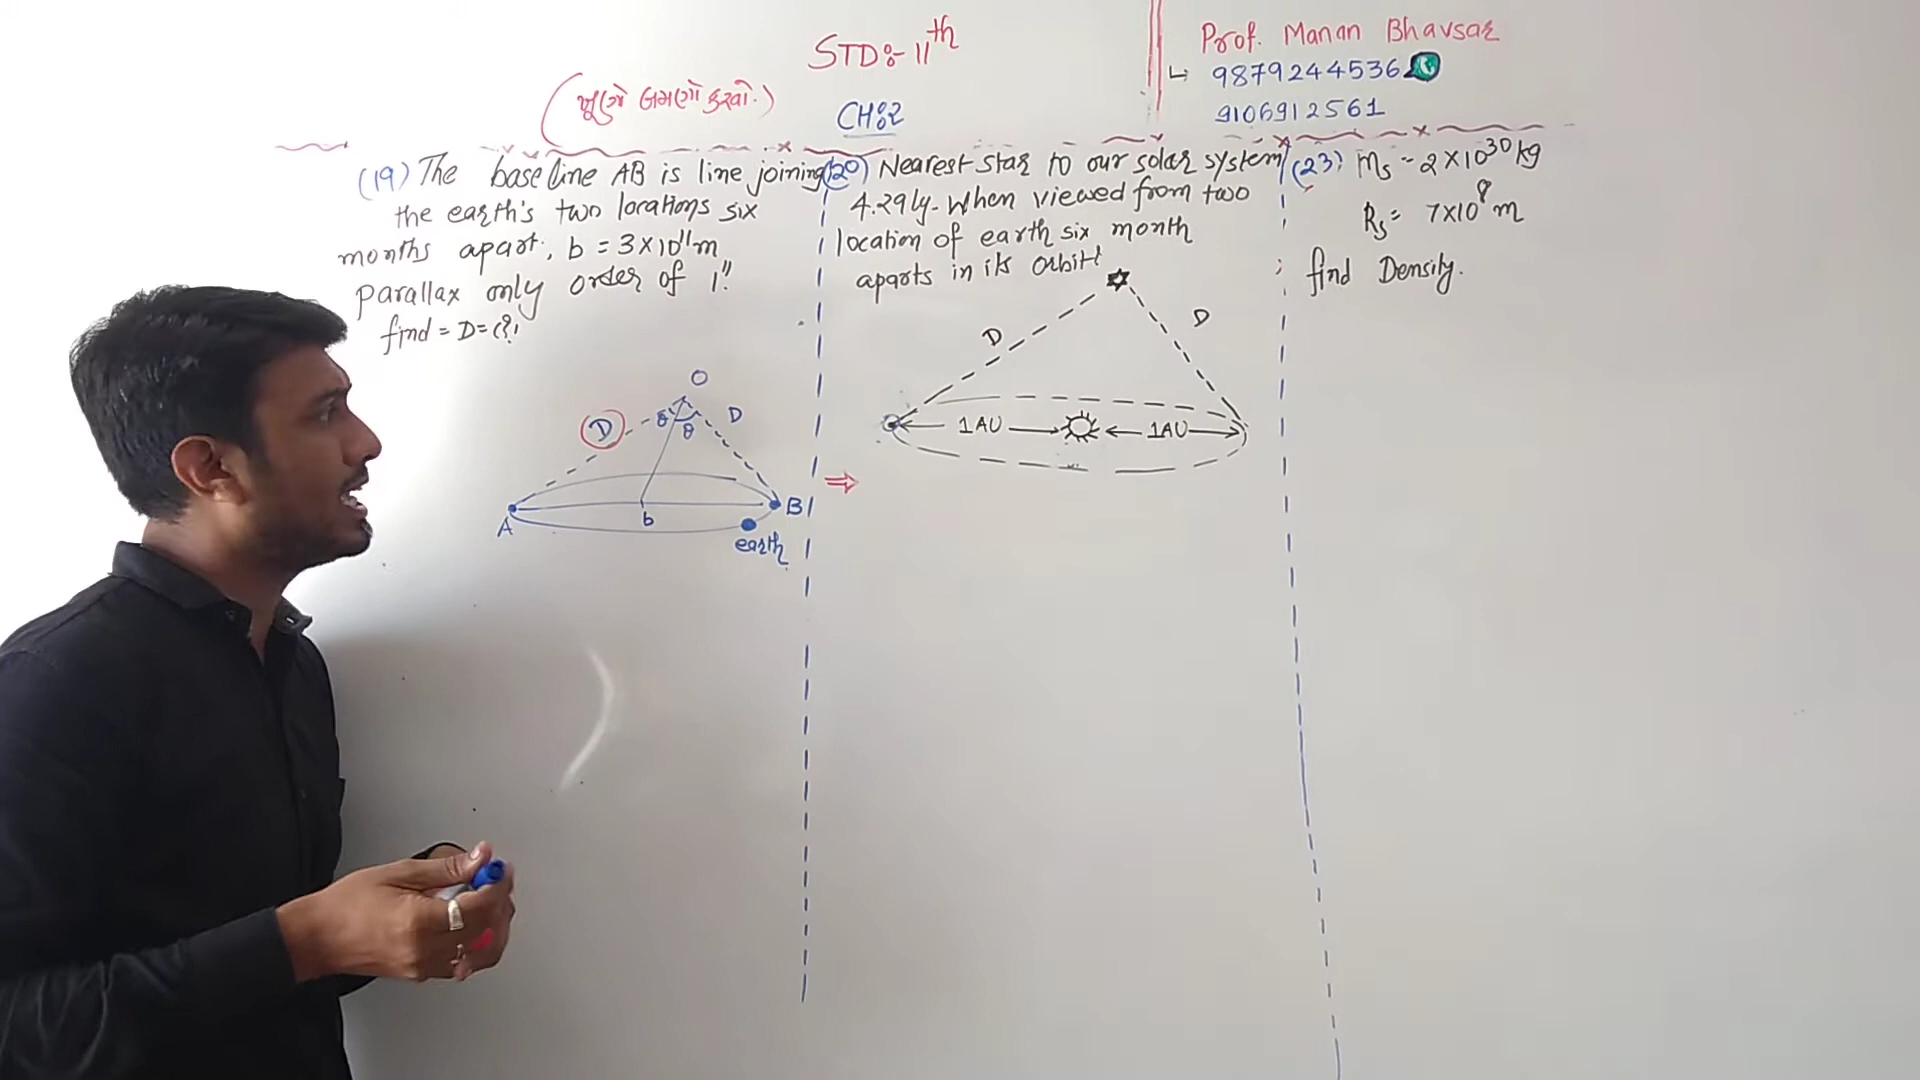 STD:- 11th
(ખૂણો બમણો કરવો.)
CH:2
Prof. Manan Bhavsar
↳ 9879244536
9106912561
(19) The base line AB is line joining
the earth's two locations six
months apart, b = 3×10¹¹m
Parallax only order of 1"
find = D=(?)
O
D
θ
θ
D
A
b
B
earth
(20) Nearest star to our solar system
4.29ly. When viewed from two
location of earth six month
aparts in its orbit
D
D
1AU
1AU
⇒
(23) Ms - 2×10³⁰ kg
Rs = 7×10⁸ m
find Density.